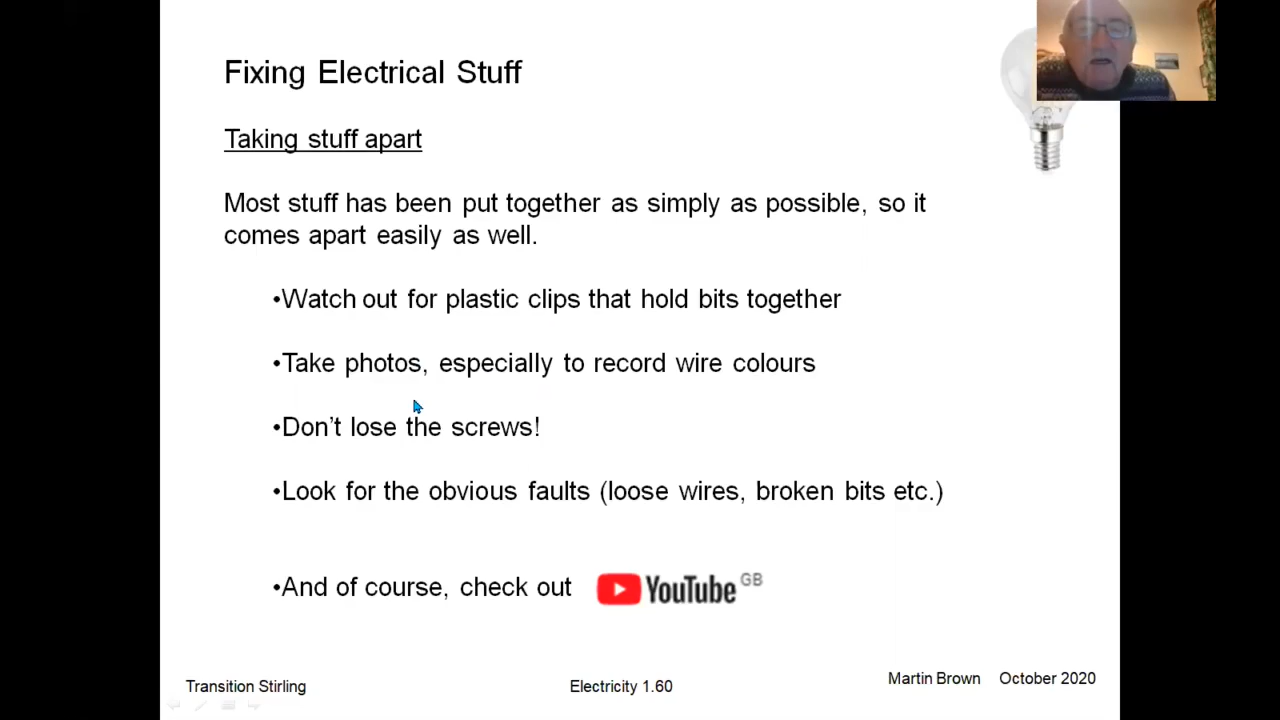 Fixing Electrical Stuff
Taking stuff apart
Most stuff has been put together as simply as possible, so it
comes apart easily as well.
•Watch out for plastic clips that hold bits together
•Take photos, especially to record wire colours
•Don’t lose the screws!
•Look for the obvious faults (loose wires, broken bits etc.)
•And of course, check out YouTube GB
Transition Stirling Electricity 1.60 Martin Brown October 2020